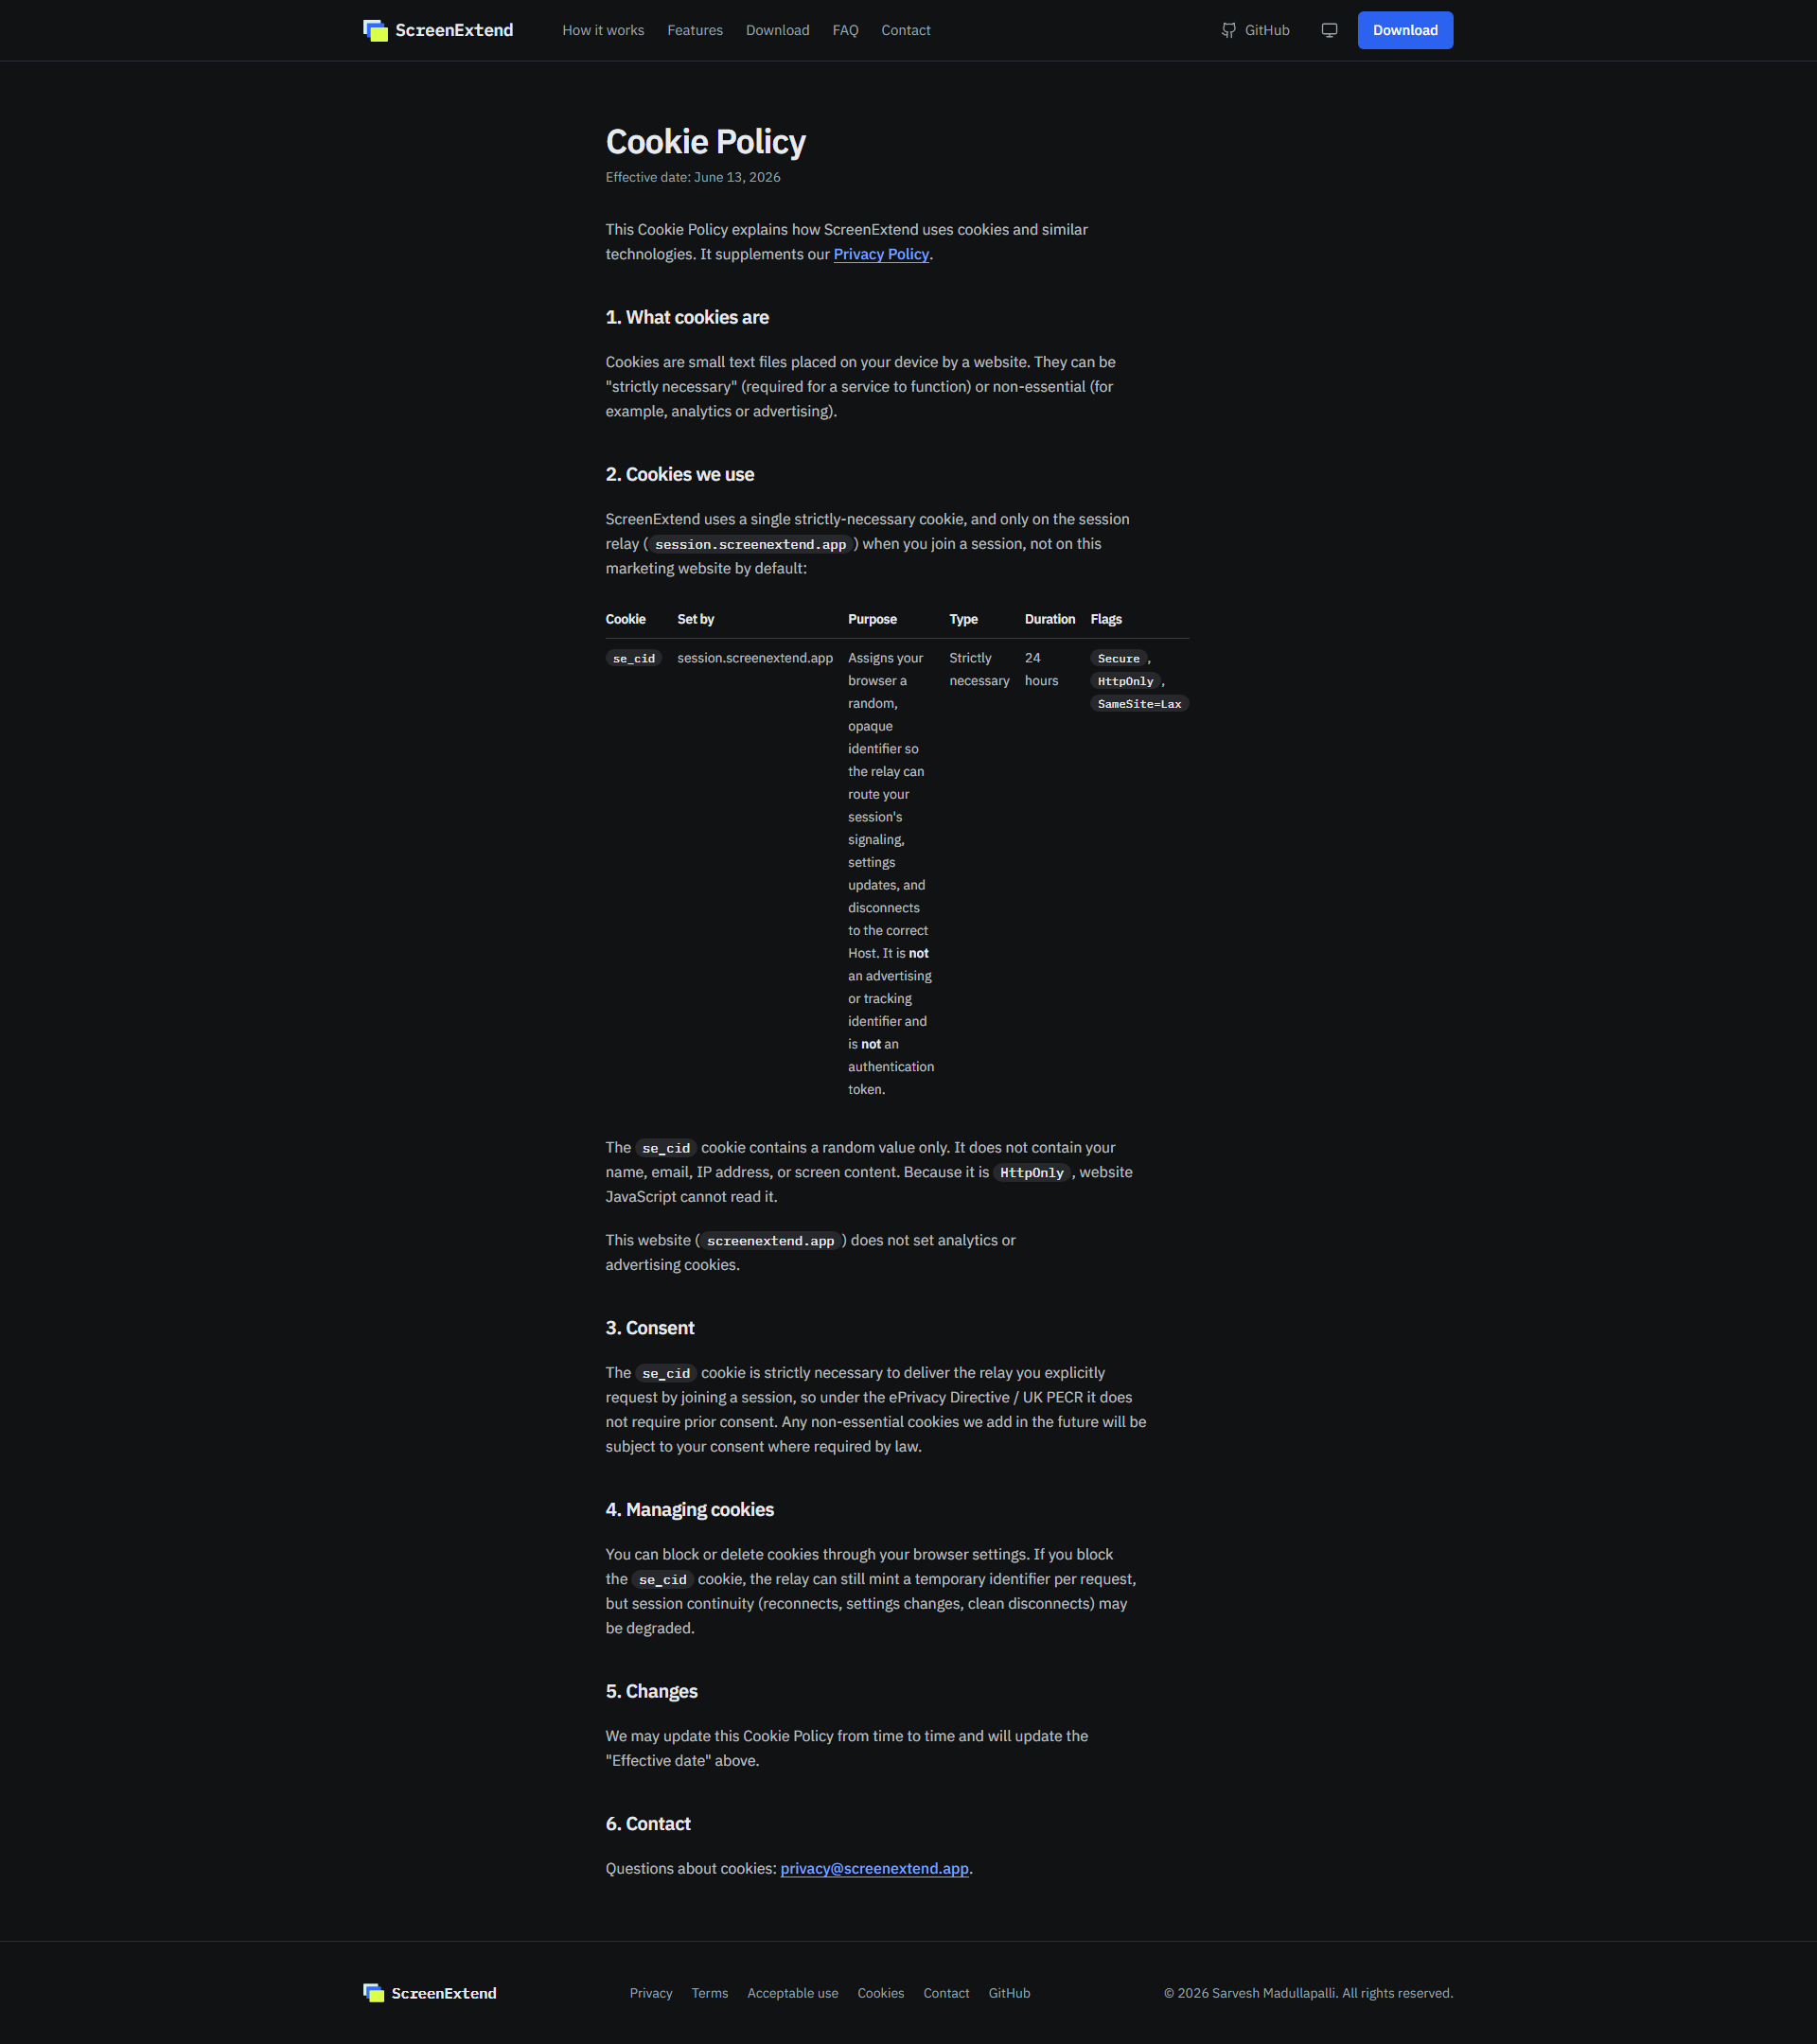 ScreenExtend How it works Features Download FAQ Contact GitHub Download
Cookie Policy
Effective date: June 13, 2026
This Cookie Policy explains how ScreenExtend uses cookies and similar
technologies. It supplements our Privacy Policy.
1. What cookies are
Cookies are small text files placed on your device by a website. They can be
"strictly necessary" (required for a service to function) or non-essential (for
example, analytics or advertising).
2. Cookies we use
ScreenExtend uses a single strictly-necessary cookie, and only on the session
relay (session.screenextend.app) when you join a session, not on this
marketing website by default:
Cookie Set by Purpose Type Duration Flags
se_cid session.screenextend.app Assigns your Strictly 24 Secure,
browser a necessary hours HttpOnly,
random, SameSite=Lax
opaque
identifier so
the relay can
route your
session's
signaling,
settings
updates, and
disconnects
to the correct
Host. It is not
an advertising
or tracking
identifier and
is not an
authentication
token.
The se_cid cookie contains a random value only. It does not contain your
name, email, IP address, or screen content. Because it is HttpOnly, website
JavaScript cannot read it.
This website (screenextend.app) does not set analytics or
advertising cookies.
3. Consent
The se_cid cookie is strictly necessary to deliver the relay you explicitly
request by joining a session, so under the ePrivacy Directive / UK PECR it does
not require prior consent. Any non-essential cookies we add in the future will be
subject to your consent where required by law.
4. Managing cookies
You can block or delete cookies through your browser settings. If you block
the se_cid cookie, the relay can still mint a temporary identifier per request,
but session continuity (reconnects, settings changes, clean disconnects) may
be degraded.
5. Changes
We may update this Cookie Policy from time to time and will update the
"Effective date" above.
6. Contact
Questions about cookies: privacy@screenextend.app.
ScreenExtend Privacy Terms Acceptable use Cookies Contact GitHub © 2026 Sarvesh Madullapalli. All rights reserved.